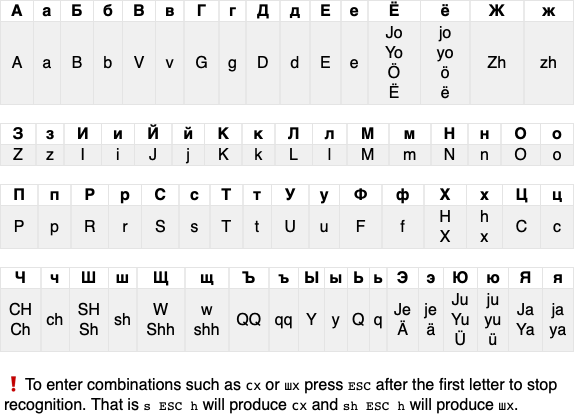 А а Б б В в Г г Д д Е е Ё ё Ж ж
Jo jo
Yo yo
A a B b V v G g D d E e Ö ö Zh zh
Ë ë
З з И и Й й К к Л л М м Н н О о
Z z I i J j K k L l M m N n O o
П п Р р С с Т т У у Ф ф Х х Ц ц
P p R r S s T t U u F f H h C c
X x
Ч ч Ш ш Щ щ Ъ ъ Ы ы Ь ь Э э Ю ю Я я
Ju ju
CH ch SH sh W w QQ qq Y y Q q Je je Yu yu Ja ja
Ch Sh Shh shh Ä ä Ü ü Ya ya
❗ To enter combinations such as сх or шх press ESC after the first letter to stop
recognition. That is s ESC h will produce сх and sh ESC h will produce шх.